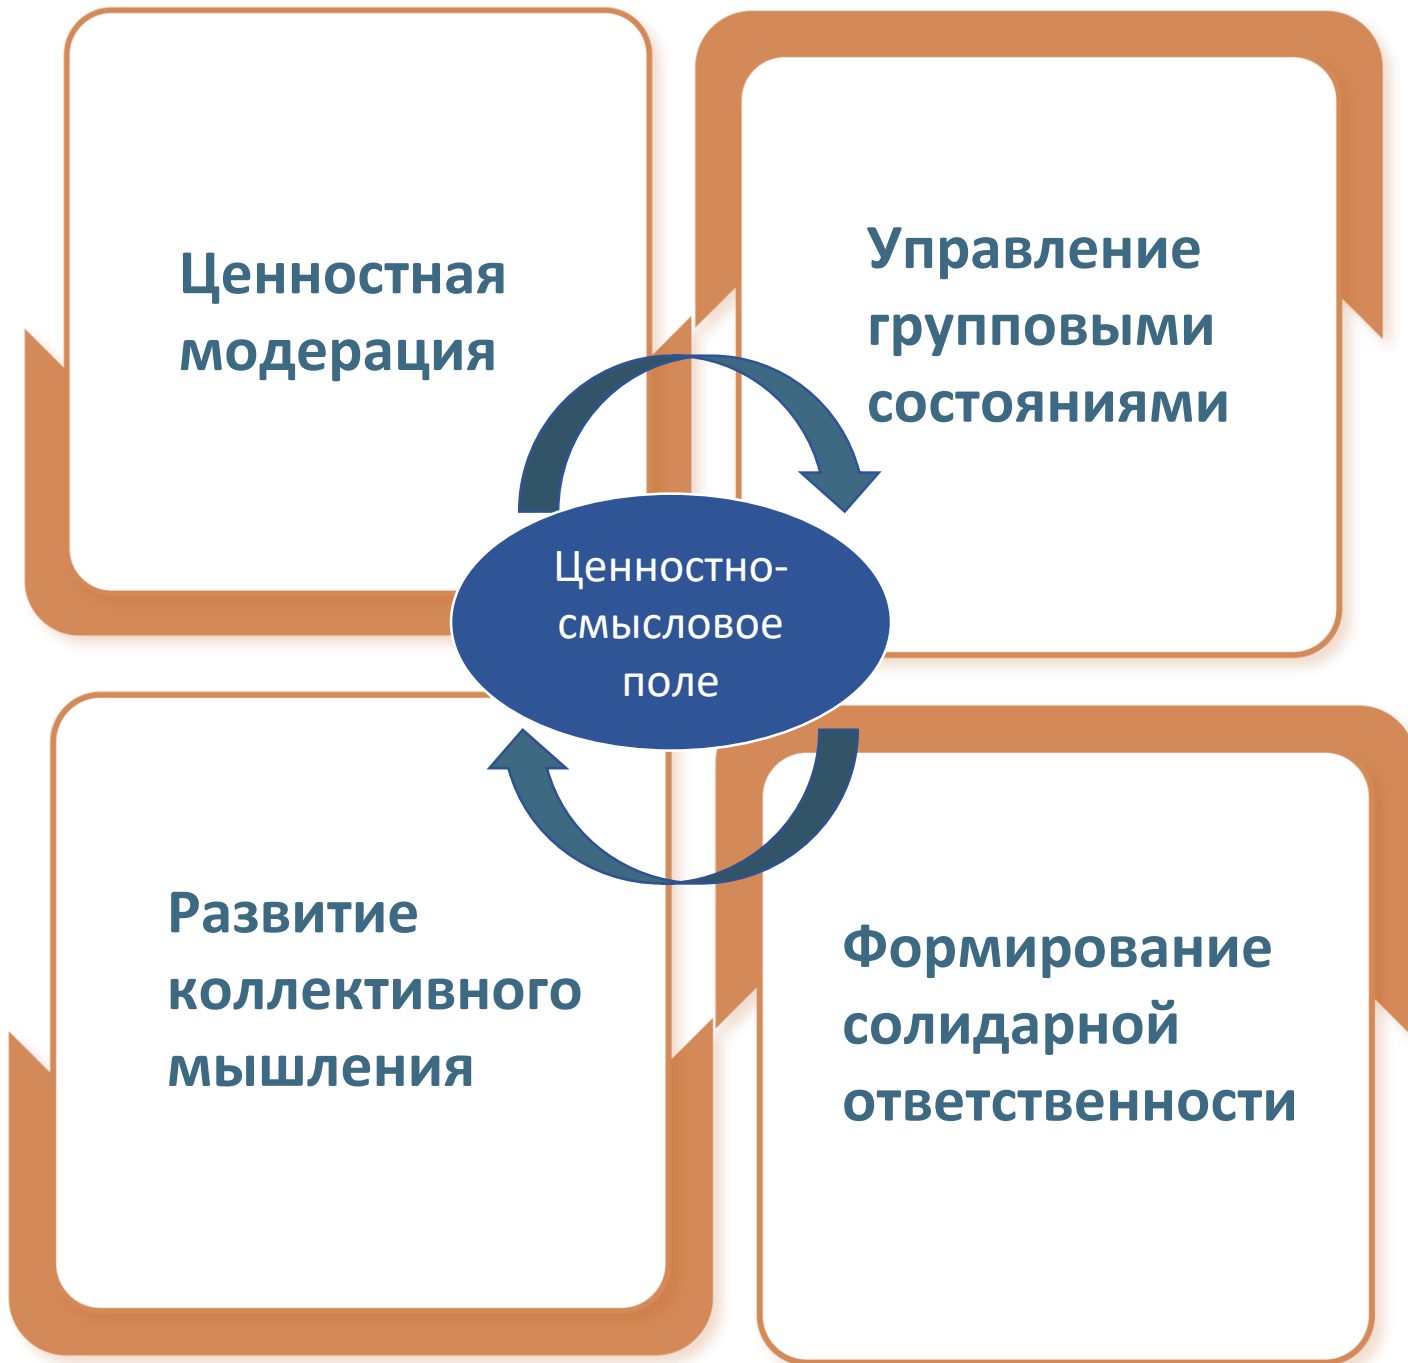 Ценностная
модерация
Управление
групповыми
состояниями
Ценностно-
смысловое
поле
Развитие
коллективного
мышления
Формирование
солидарной
ответственности